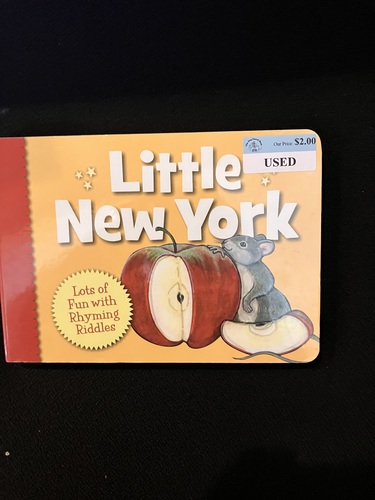 Our Price: $2.00
USED
Little
New York
Lots of
Fun with
Rhyming
Riddles